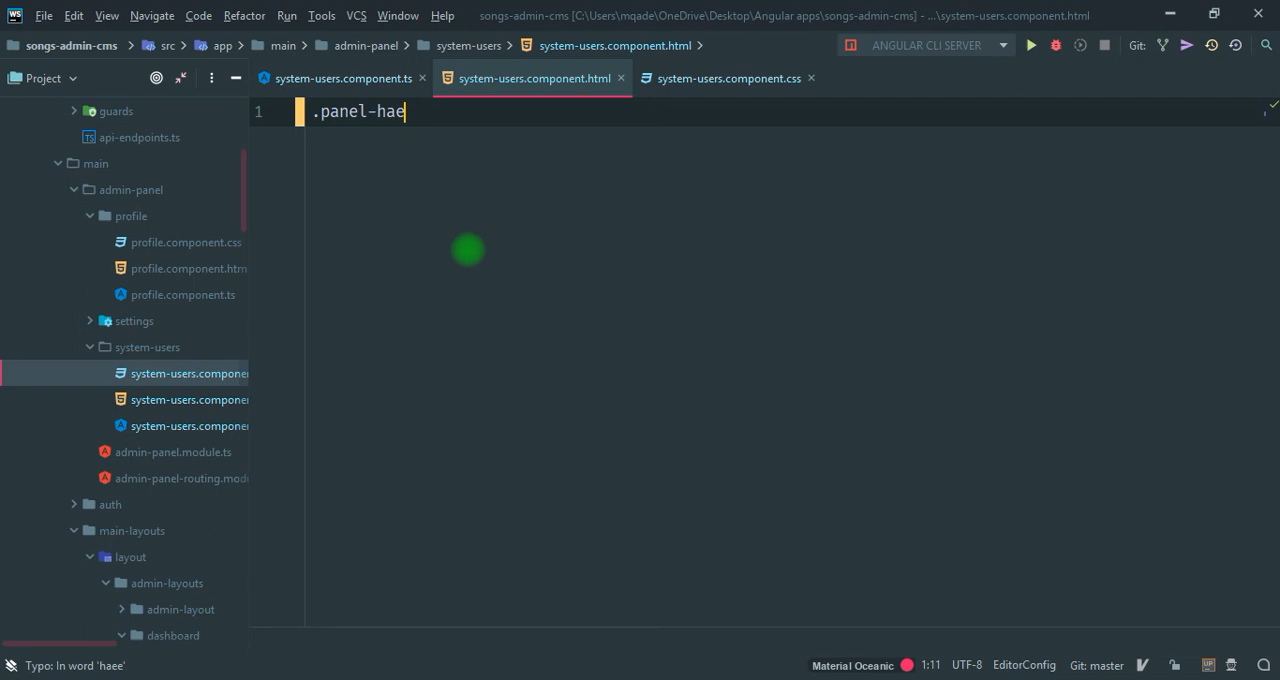 File Edit View Navigate Code Refactor Run Tools VCS Window Help songs-admin-cms [C:\Users\mqade\OneDrive\Desktop\Angular apps\songs-admin-cms] - ...\system-users.component.html
songs-admin-cms src app main admin-panel system-users system-users.component.html ANGULAR CLI SERVER Git:
Project system-users.component.ts system-users.component.html system-users.component.css
1 .panel-hae
guards
api-endpoints.ts
main
admin-panel
profile
profile.component.css
profile.component.htm
profile.component.ts
settings
system-users
system-users.compone
system-users.compone
system-users.compone
admin-panel.module.ts
admin-panel-routing.modu
auth
main-layouts
layout
admin-layouts
admin-layout
dashboard
Typo: In word 'haee' Material Oceanic 1:11 UTF-8 EditorConfig Git: master